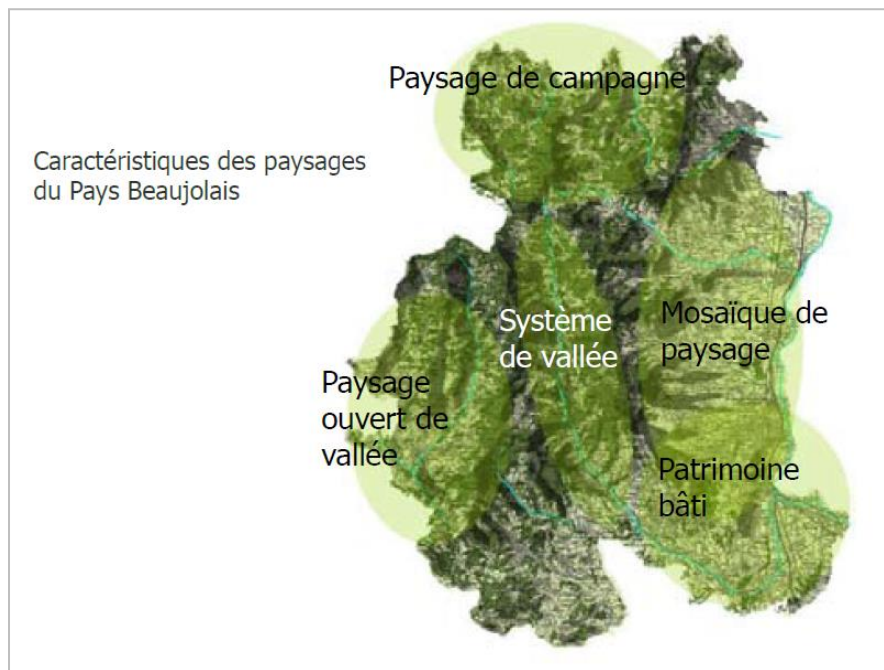 Paysage de campagne
Caractéristiques des paysages
du Pays Beaujolais
Système
de vallée
Mosaïque de
paysage
Paysage
ouvert de
vallée
Patrimoine
bâti